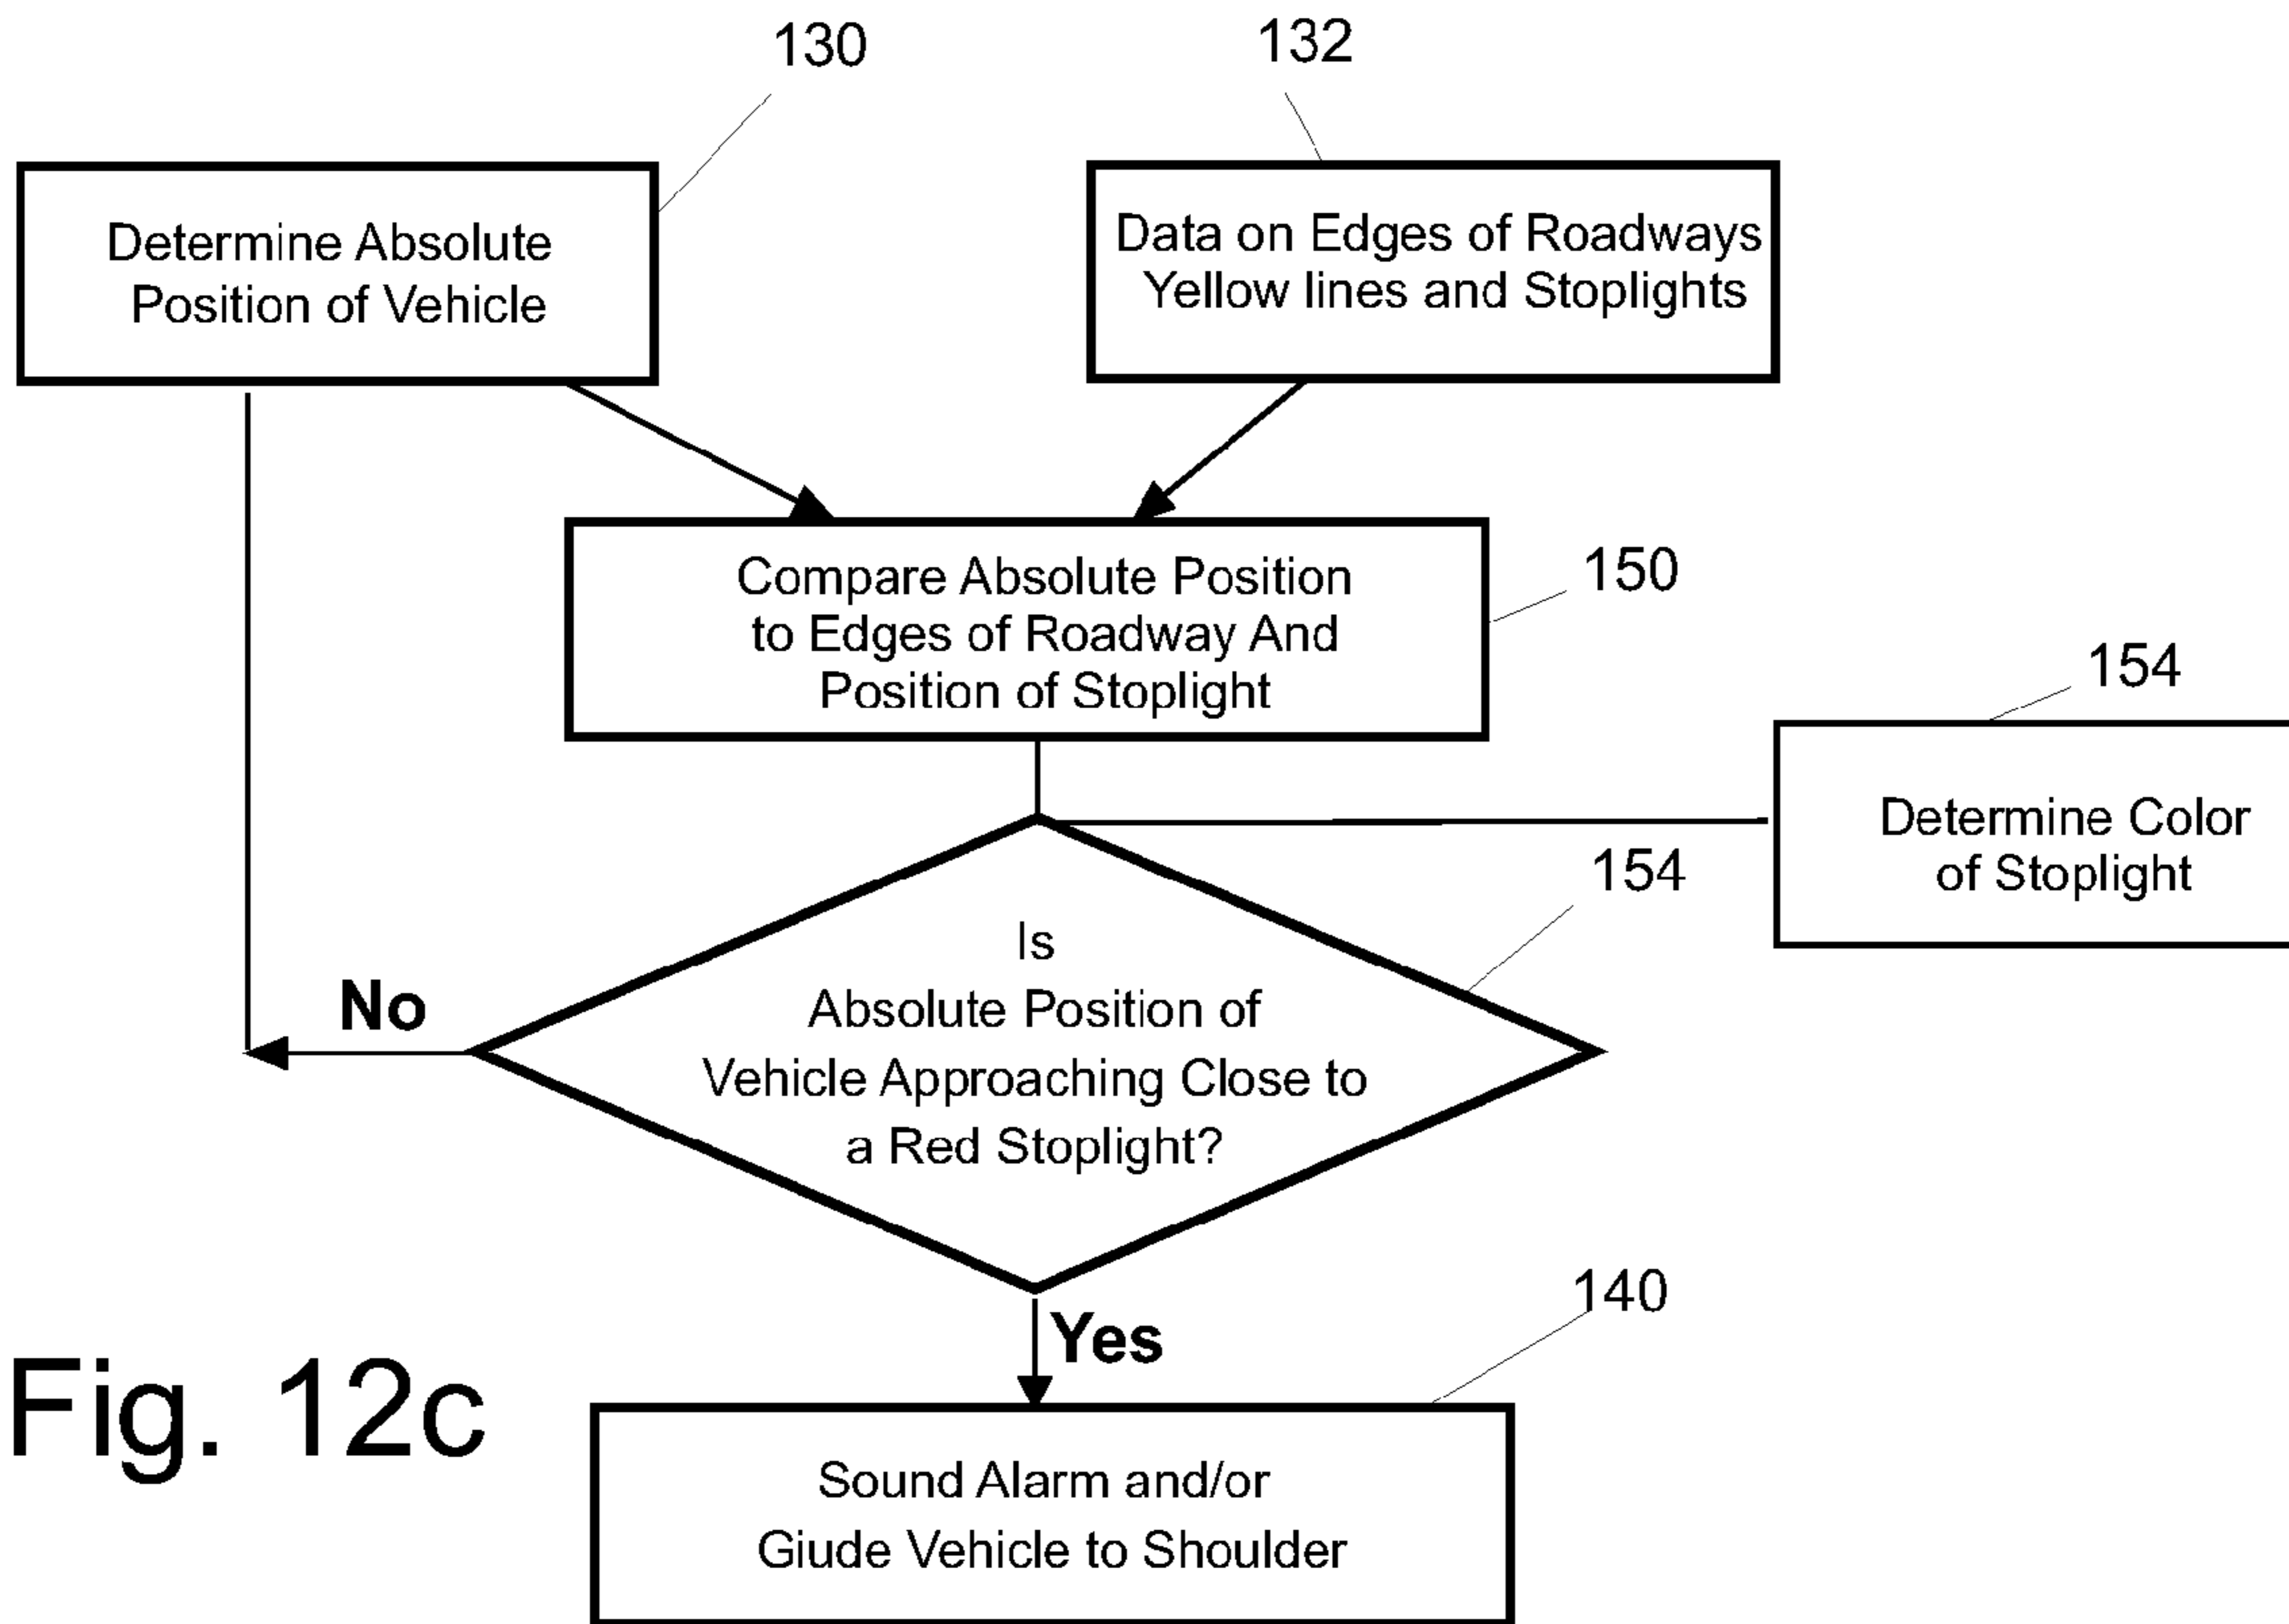 130
132
Determine Absolute
Position of Vehicle
Data on Edges of Roadways
Yellow lines and Stoplights
Compare Absolute Position
to Edges of Roadway And
Position of Stoplight
150
154
Determine Color
of Stoplight
154
Is
Absolute Position of
Vehicle Approaching Close to
a Red Stoplight?
No
Yes
140
Sound Alarm and/or
Giude Vehicle to Shoulder
Fig. 12c